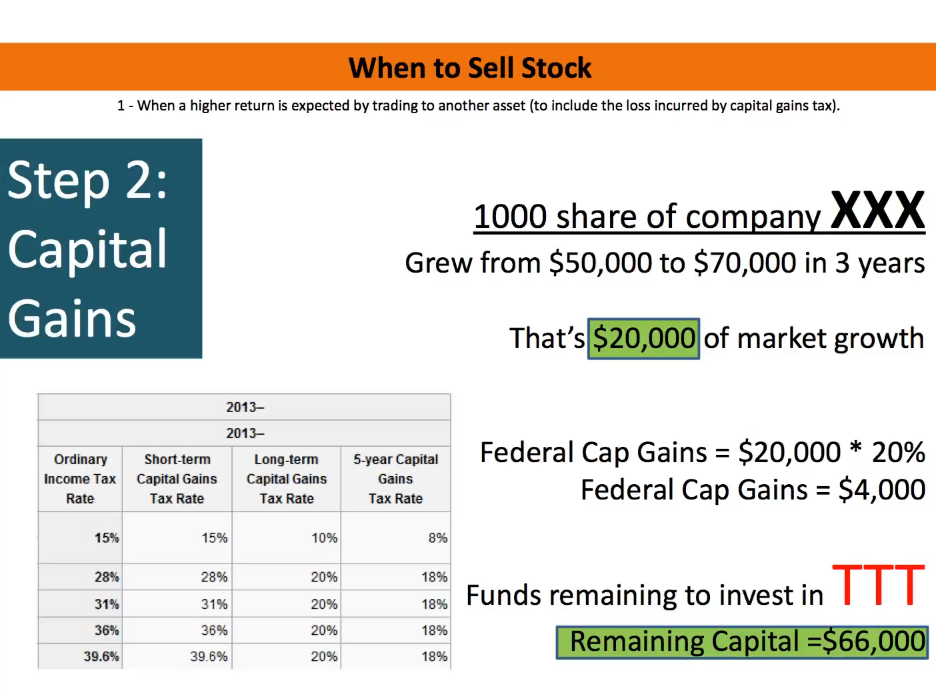 When to Sell Stock
1 - When a higher return is expected by trading to another asset (to include the loss incurred by capital gains tax).
Step 2:
Capital
Gains
1000 share of company XXX
Grew from $50,000 to $70,000 in 3 years
That's $20,000 of market growth
2013–
2013–
Ordinary Income Tax Rate Short-term Capital Gains Tax Rate Long-term Capital Gains Tax Rate 5-year Capital Gains Tax Rate
15% 15% 10% 8%
28% 28% 20% 18%
31% 31% 20% 18%
36% 36% 20% 18%
39.6% 39.6% 20% 18%
Federal Cap Gains = $20,000 * 20%
Federal Cap Gains = $4,000
Funds remaining to invest in TTT
Remaining Capital =$66,000